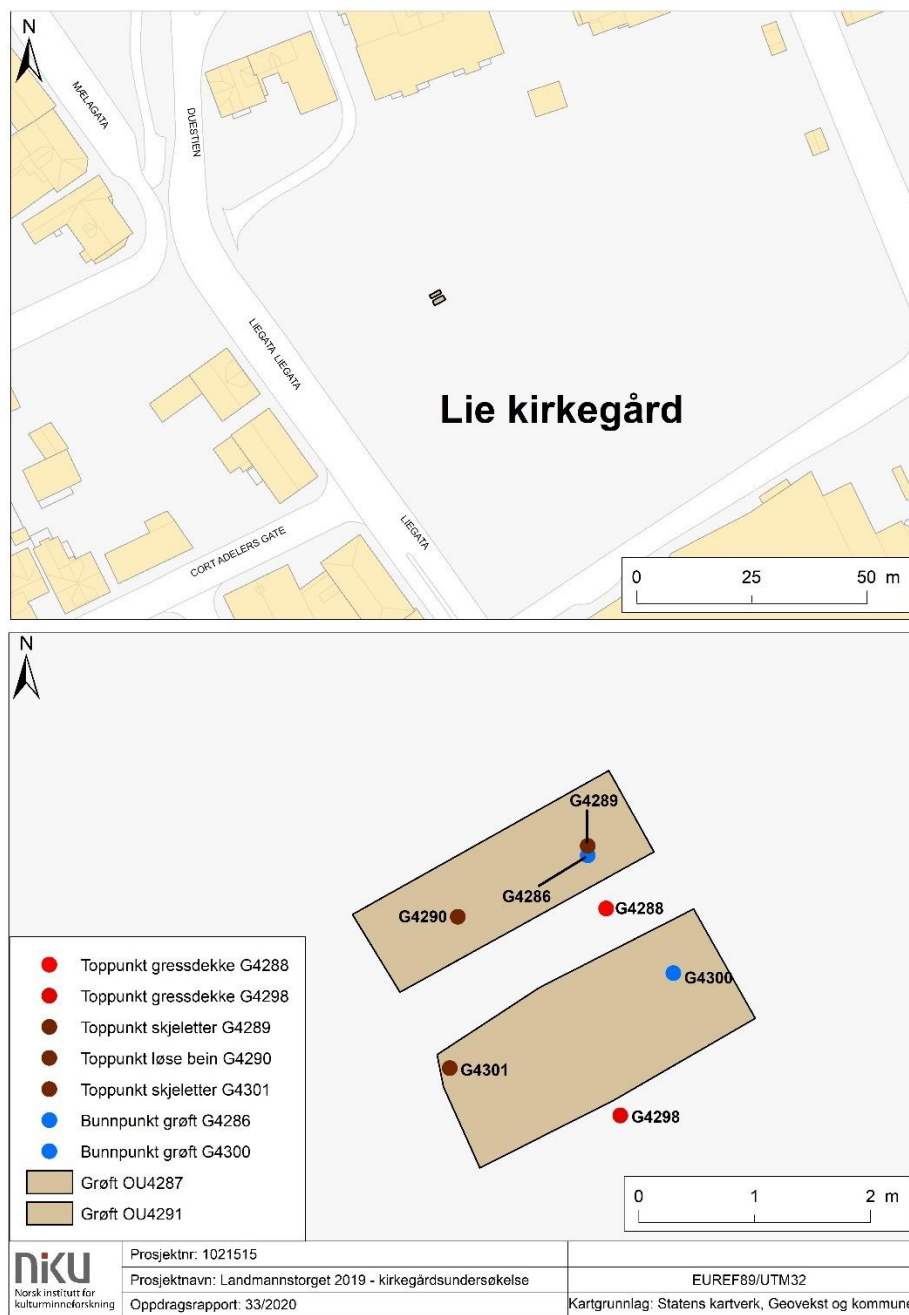 N
MÆLAGATA
DUESTIEN
LIEGATA LIEGATA
Lie kirkegård
LIEGATA
CORT ADELERS GATE
0 25 50 m
N
G4289
G4286
G4290
G4288
G4300
G4301
G4298
Toppunkt gressdekke G4288
Toppunkt gressdekke G4298
Toppunkt skjeletter G4289
Toppunkt løse bein G4290
Toppunkt skjeletter G4301
Bunnpunkt grøft G4286
Bunnpunkt grøft G4300
Grøft OU4287
Grøft OU4291
0 1 2 m
NIKU
Norsk institutt for
kulturminneforskning
Prosjektnr: 1021515
Prosjektnavn: Landmannstorget 2019 - kirkegårdsundersøkelse
Oppdragsrapport: 33/2020
EUREF89/UTM32
Kartgrunnlag: Statens kartverk, Geovekst og kommune